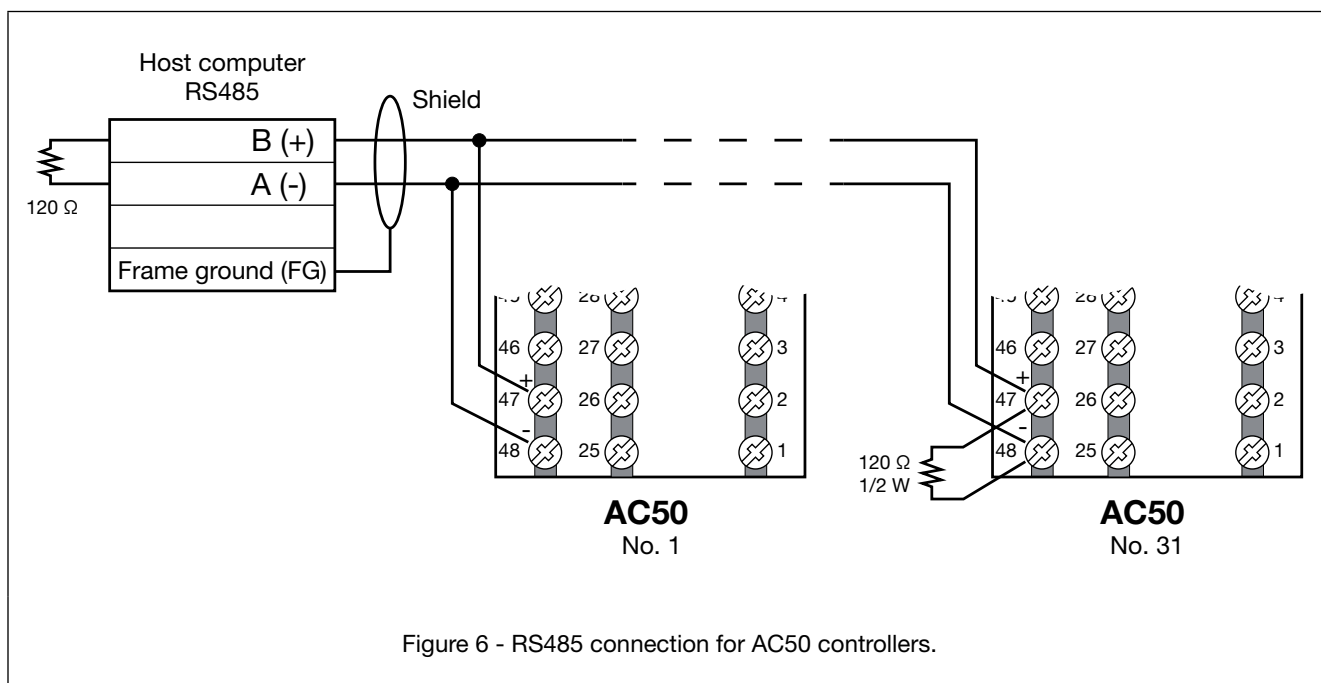 Host computer
RS485
Shield
B (+)
A (-)
120 Ω
Frame ground (FG)
46 27 3
+
47 26 2
-
48 25 1
AC50
No. 1
28
46 27 3
+
47 26 2
-
48 25 1
120 Ω
1/2 W
AC50
No. 31
Figure 6 - RS485 connection for AC50 controllers.